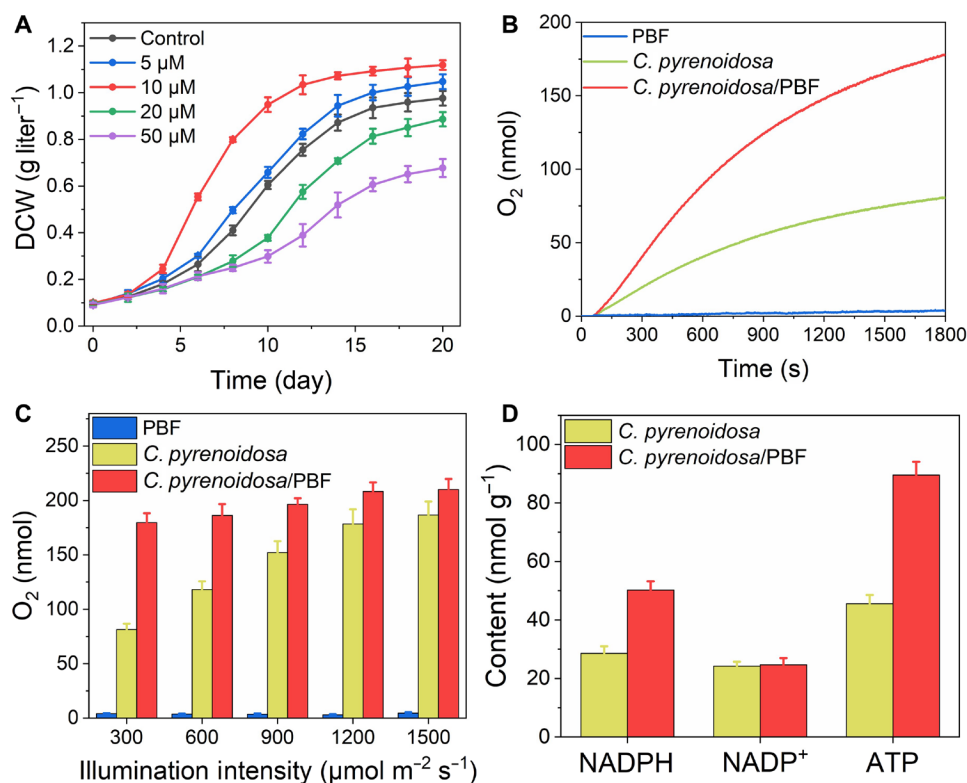 A
Control
5 µM
10 µM
20 µM
50 µM
DCW (g liter⁻¹)
1.2
1.0
0.8
0.6
0.4
0.2
0.0
0 5 10 15 20
Time (day)
B
PBF
C. pyrenoidosa
C. pyrenoidosa/PBF
O₂ (nmol)
200
150
100
50
0
300 600 900 1200 1500 1800
Time (s)
C
PBF
C. pyrenoidosa
C. pyrenoidosa/PBF
O₂ (nmol)
250
200
150
100
50
0
300 600 900 1200 1500
Illumination intensity (µmol m⁻² s⁻¹)
D
C. pyrenoidosa
C. pyrenoidosa/PBF
Content (nmol g⁻¹)
100
80
60
40
20
0
NADPH NADP⁺ ATP